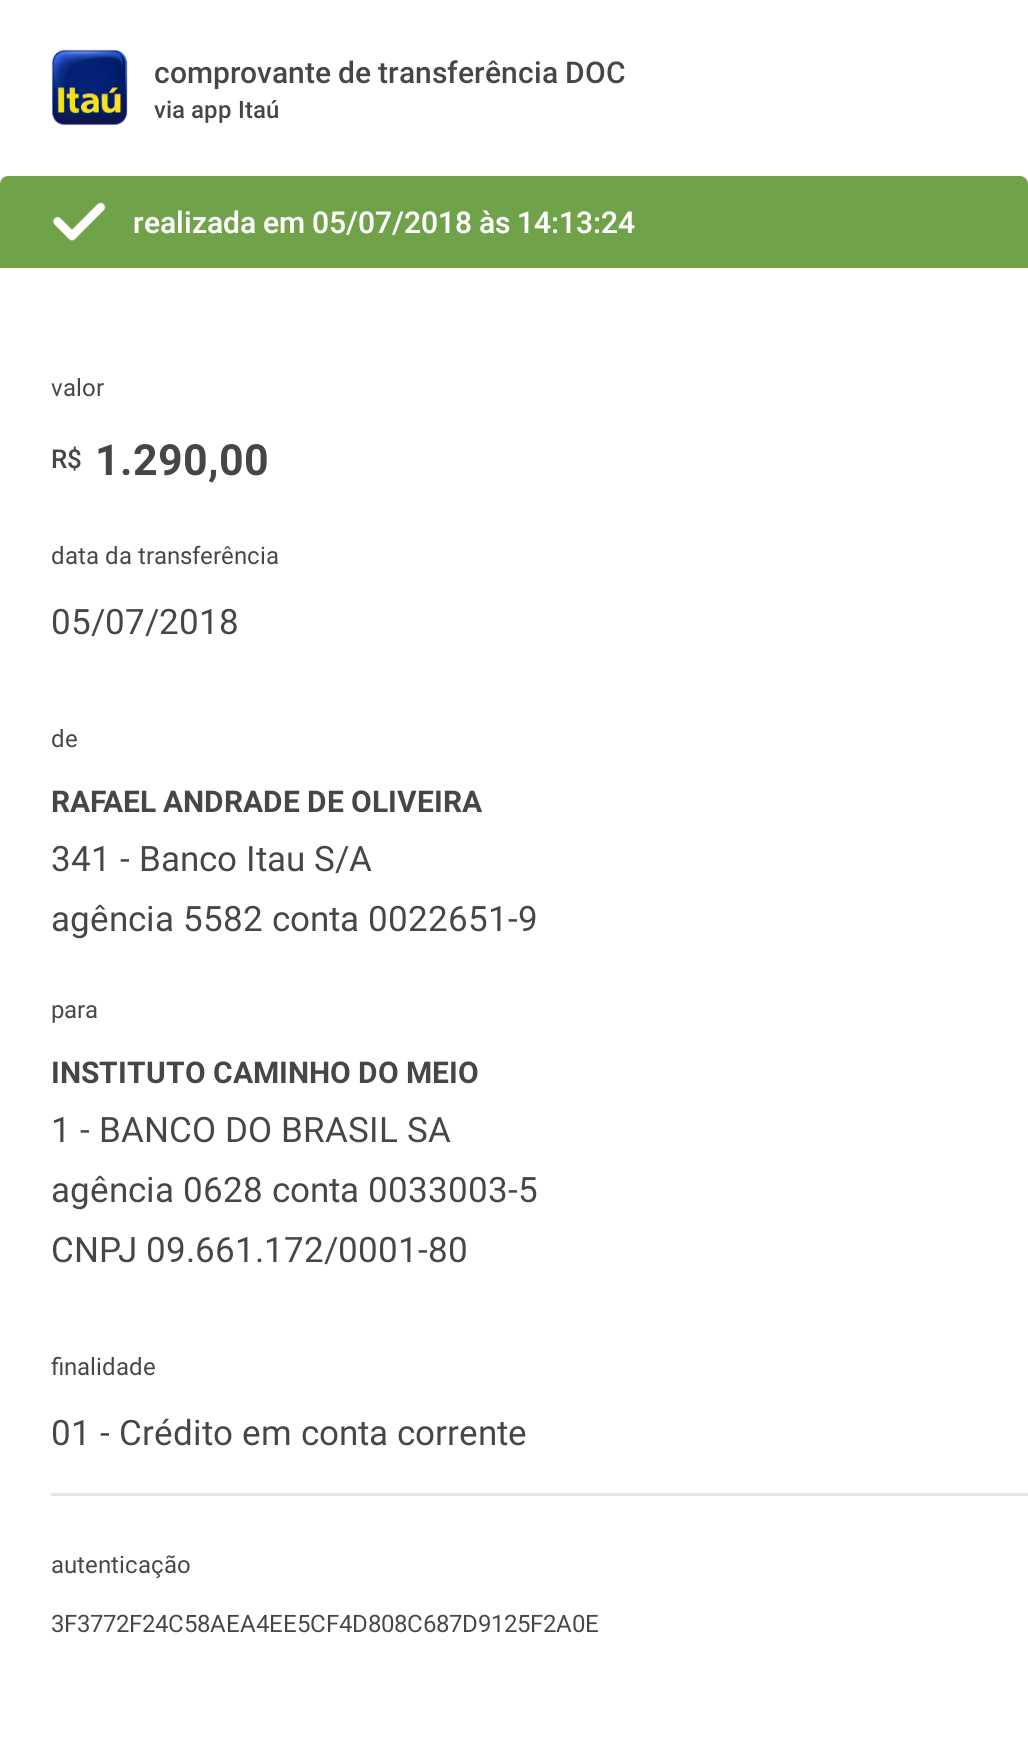 Itaú
comprovante de transferência DOC
via app Itaú
realizada em 05/07/2018 às 14:13:24
valor
R$ 1.290,00
data da transferência
05/07/2018
de
RAFAEL ANDRADE DE OLIVEIRA
341 - Banco Itau S/A
agência 5582 conta 0022651-9
para
INSTITUTO CAMINHO DO MEIO
1 - BANCO DO BRASIL SA
agência 0628 conta 0033003-5
CNPJ 09.661.172/0001-80
finalidade
01 - Crédito em conta corrente
autenticação
3F3772F24C58AEA4EE5CF4D808C687D9125F2A0E